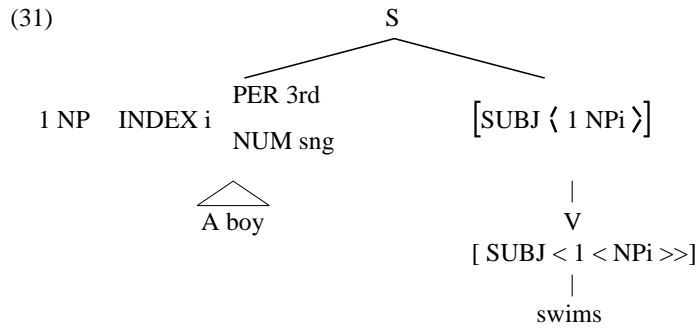 (31)
S
PER 3rd
1 NP INDEX i
[SUBJ ⟨ 1 NPi ⟩]
NUM sng
|
A boy
V
[ SUBJ < 1 < NPi >>]
|
swims